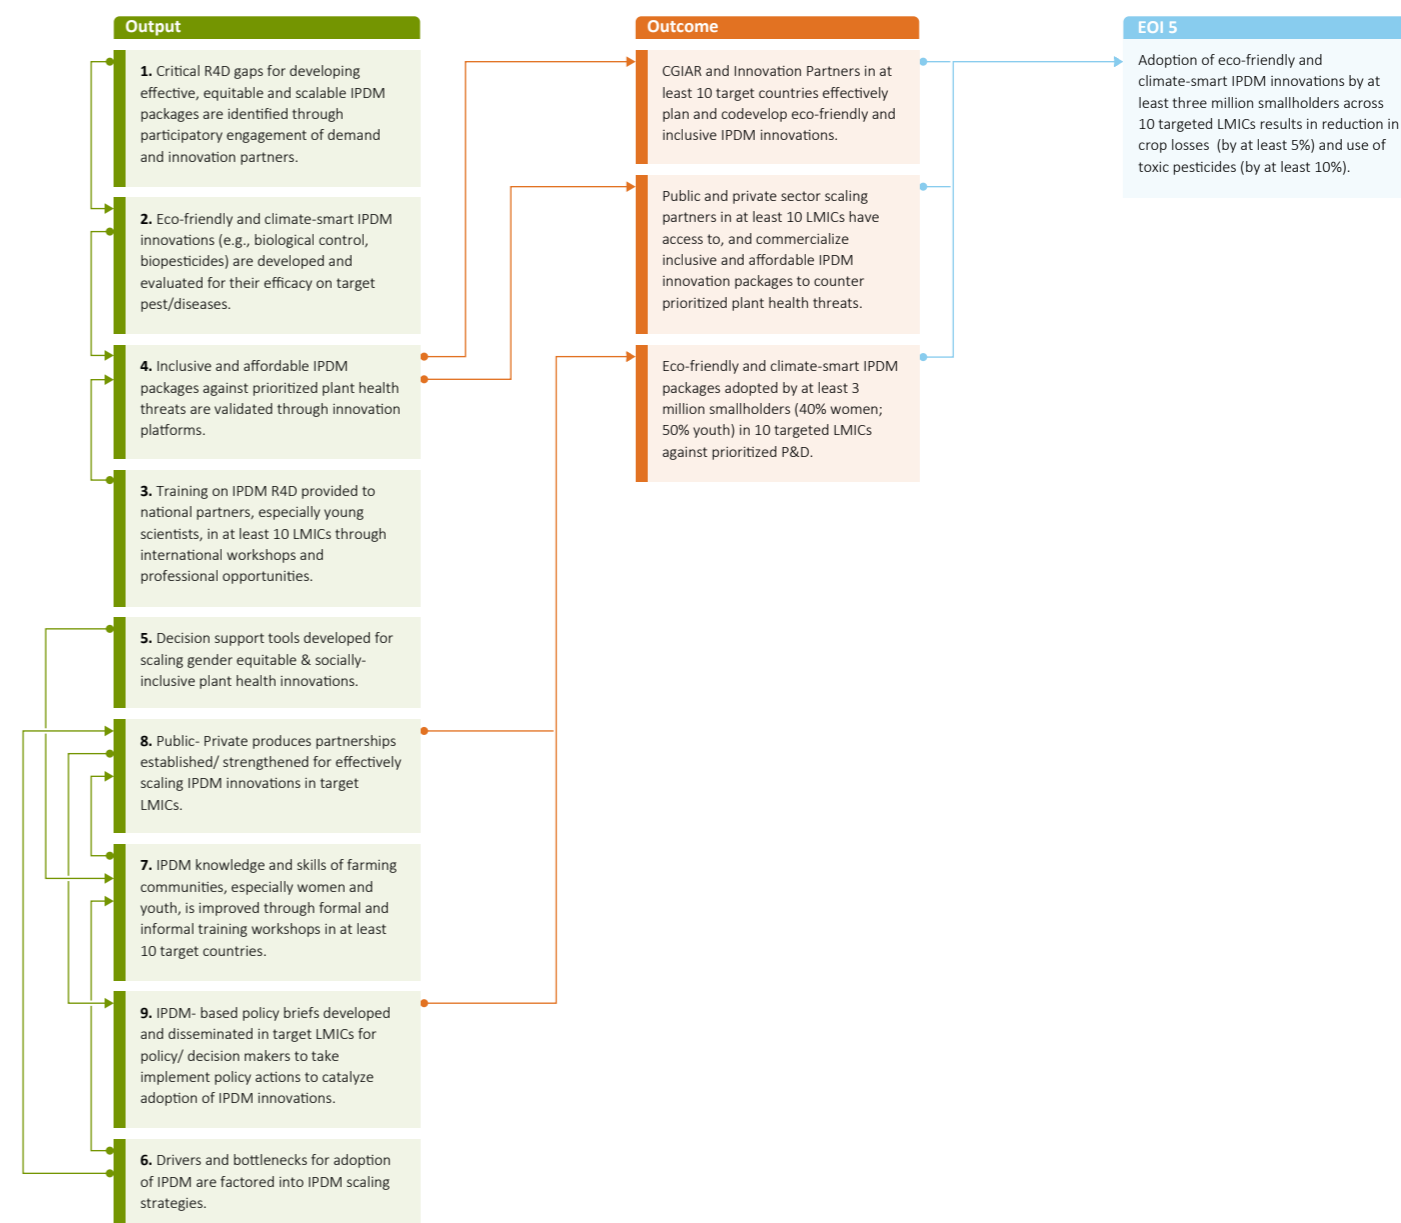 Output
1. Critical R4D gaps for developing
effective, equitable and scalable IPDM
packages are identified through
participatory engagement of demand
and innovation partners.
2. Eco-friendly and climate-smart IPDM
innovations (e.g., biological control,
biopesticides) are developed and
evaluated for their efficacy on target
pest/diseases.
4. Inclusive and affordable IPDM
packages against prioritized plant health
threats are validated through innovation
platforms.
3. Training on IPDM R4D provided to
national partners, especially young
scientists, in at least 10 LMICs through
international workshops and
professional opportunities.
5. Decision support tools developed for
scaling gender equitable & socially-
inclusive plant health innovations.
8. Public- Private produces partnerships
established/ strengthened for effectively
scaling IPDM innovations in target
LMICs.
7. IPDM knowledge and skills of farming
communities, especially women and
youth, is improved through formal and
informal training workshops in at least
10 target countries.
9. IPDM- based policy briefs developed
and disseminated in target LMICs for
policy/ decision makers to take
implement policy actions to catalyze
adoption of IPDM innovations.
6. Drivers and bottlenecks for adoption
of IPDM are factored into IPDM scaling
strategies.
Outcome
CGIAR and Innovation Partners in at
least 10 target countries effectively
plan and codevelop eco-friendly and
inclusive IPDM innovations.
Public and private sector scaling
partners in at least 10 LMICs have
access to, and commercialize
inclusive and affordable IPDM
innovation packages to counter
prioritized plant health threats.
Eco-friendly and climate-smart IPDM
packages adopted by at least 3
million smallholders (40% women;
50% youth) in 10 targeted LMICs
against prioritized P&D.
EOI 5
Adoption of eco-friendly and
climate-smart IPDM innovations by at
least three million smallholders across
10 targeted LMICs results in reduction in
crop losses (by at least 5%) and use of
toxic pesticides (by at least 10%).